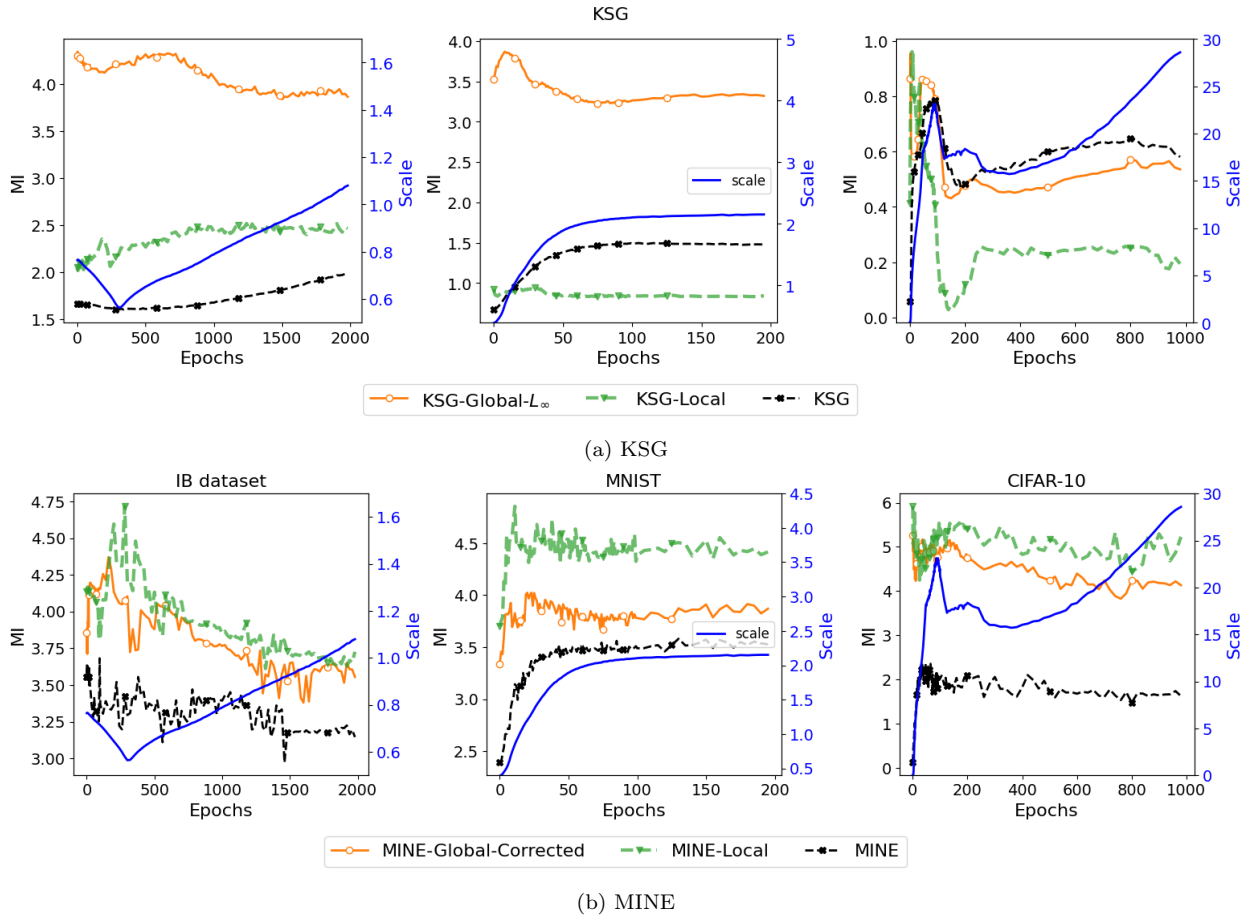 KSG
4.0
3.5
3.0
2.5
2.0
1.5
MI
0 500 1000 1500 2000
Epochs
1.6
1.4
1.2
1.0
0.8
0.6
Scale
4.0
3.5
3.0
2.5
2.0
1.5
1.0
MI
0 50 100 150 200
Epochs
5
4
3
2
1
Scale
scale
1.0
0.8
0.6
0.4
0.2
0.0
MI
0 200 400 600 800 1000
Epochs
30
25
20
15
10
5
0
Scale
KSG-Global-L∞ KSG-Local KSG
(a) KSG
IB dataset
4.75
4.50
4.25
4.00
3.75
3.50
3.25
3.00
MI
0 500 1000 1500 2000
Epochs
1.6
1.4
1.2
1.0
0.8
0.6
Scale
MNIST
4.5
4.0
3.5
3.0
2.5
MI
0 50 100 150 200
Epochs
4.5
4.0
3.5
3.0
2.5
2.0
1.5
1.0
0.5
Scale
scale
CIFAR-10
6
5
4
3
2
1
0
MI
0 200 400 600 800 1000
Epochs
30
25
20
15
10
5
0
Scale
MINE-Global-Corrected MINE-Local MINE
(b) MINE